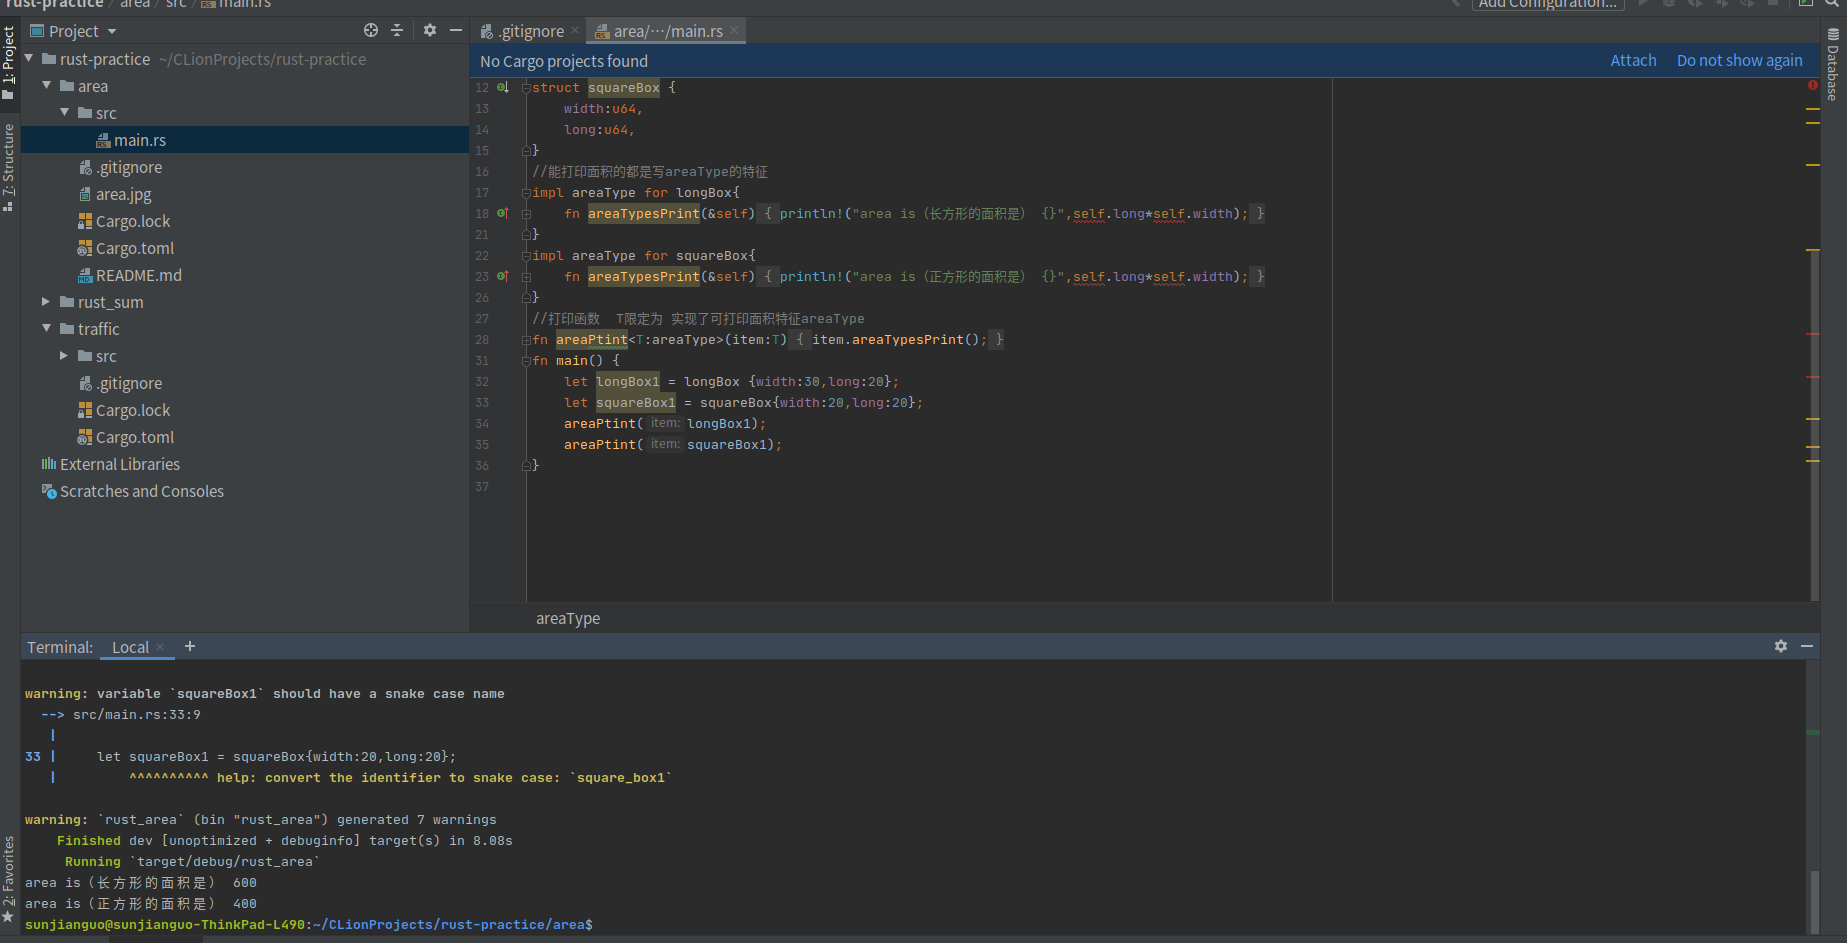 rust-practice / area / src / main.rs
Add Configuration...
1: Project
7: Structure
2: Favorites
Database
Project
rust-practice ~/CLionProjects/rust-practice
area
src
main.rs
.gitignore
area.jpg
Cargo.lock
Cargo.toml
README.md
rust_sum
traffic
src
.gitignore
Cargo.lock
Cargo.toml
External Libraries
Scratches and Consoles
.gitignore
area/.../main.rs
No Cargo projects found
Attach
Do not show again
12 struct squareBox {
13 width:u64,
14 long:u64,
15 }
16 //能打印面积的都是写areaType的特征
17 impl areaType for longBox{
18 fn areaTypesPrint(&self) { println!("area is（长方形的面积是） {}",self.long*self.width); }
21 }
22 impl areaType for squareBox{
23 fn areaTypesPrint(&self) { println!("area is（正方形的面积是） {}",self.long*self.width); }
26 }
27 //打印函数 T限定为 实现了可打印面积特征areaType
28 fn areaPtint<T:areaType>(item:T) { item.areaTypesPrint(); }
31 fn main() {
32 let longBox1 = longBox {width:30,long:20};
33 let squareBox1 = squareBox{width:20,long:20};
34 areaPtint( item: longBox1);
35 areaPtint( item: squareBox1);
36 }
37
areaType
Terminal: Local × +
warning: variable `squareBox1` should have a snake case name
--> src/main.rs:33:9
|
33 | let squareBox1 = squareBox{width:20,long:20};
| ^^^^^^^^^^ help: convert the identifier to snake case: `square_box1`
warning: `rust_area` (bin "rust_area") generated 7 warnings
Finished dev [unoptimized + debuginfo] target(s) in 8.08s
Running `target/debug/rust_area`
area is（长方形的面积是） 600
area is（正方形的面积是） 400
sunjianguo@sunjianguo-ThinkPad-L490:~/CLionProjects/rust-practice/area$